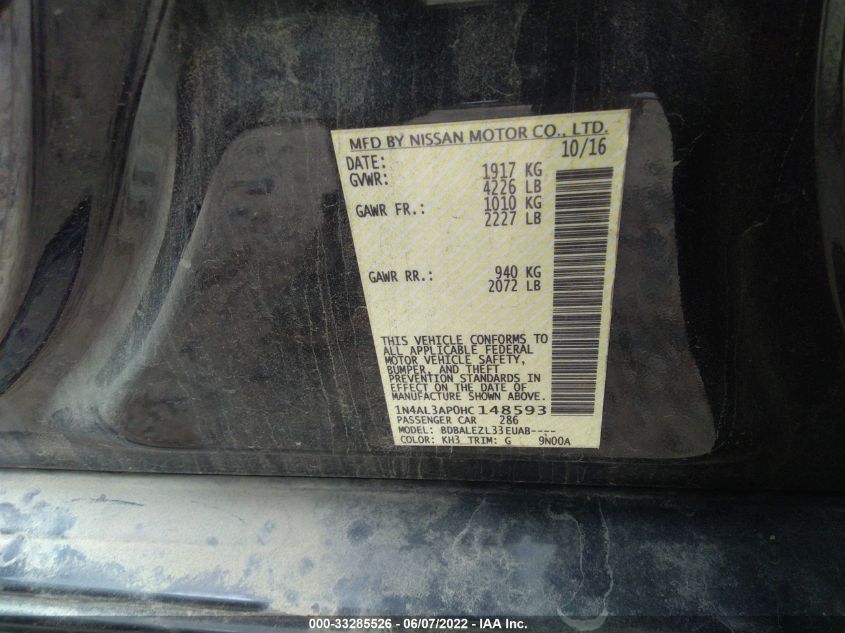 MFD BY NISSAN MOTOR CO., LTD.
DATE: 10/16
GVWR: 1917 KG
4226 LB
GAWR FR.: 1010 KG
2227 LB
GAWR RR.: 940 KG
2072 LB
THIS VEHICLE CONFORMS TO
ALL APPLICABLE FEDERAL
MOTOR VEHICLE SAFETY,
BUMPER, AND THEFT
PREVENTION STANDARDS IN
EFFECT ON THE DATE OF
MANUFACTURE SHOWN ABOVE.
1N4AL3AP0HC148593
PASSENGER CAR 286
MODEL: BDBALEZL33EUAB----
COLOR: KH3 TRIM: G 9N00A
000-33285526 - 06/07/2022 - IAA Inc.